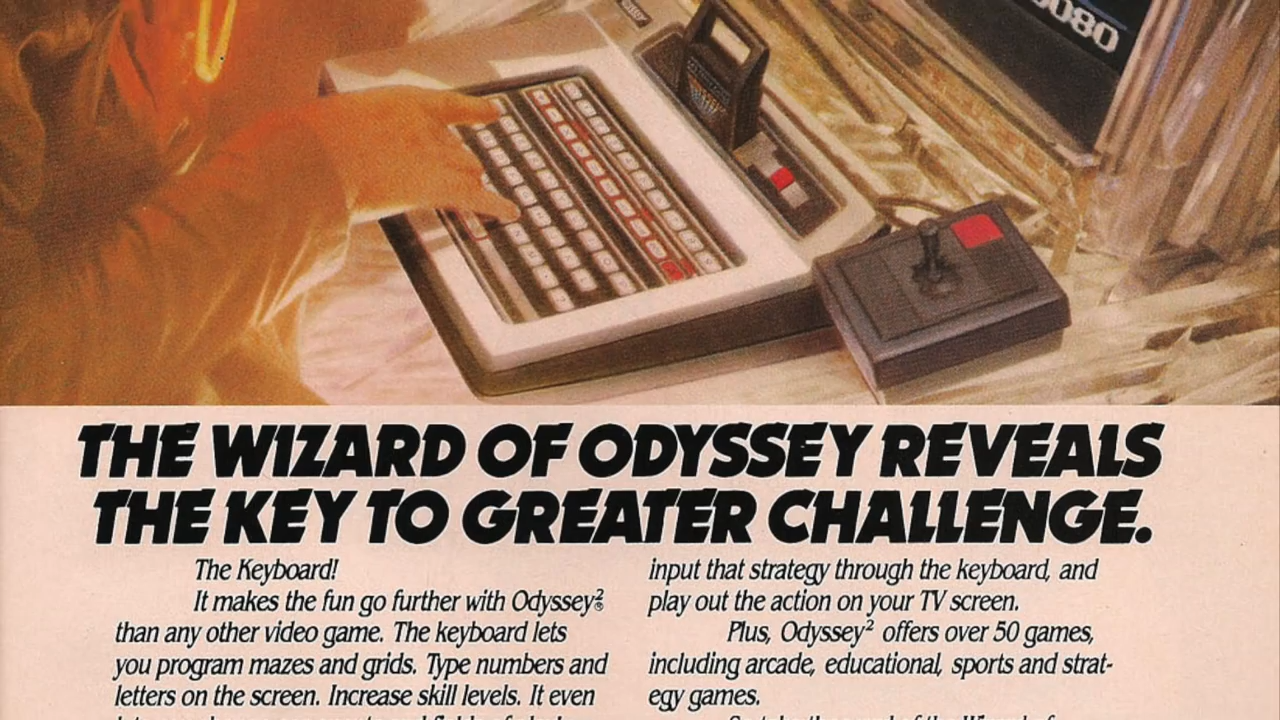 080
THE WIZARD OF ODYSSEY REVEALS
THE KEY TO GREATER CHALLENGE.
The Keyboard!
It makes the fun go further with Odyssey²®
than any other video game. The keyboard lets
you program mazes and grids. Type numbers and
letters on the screen. Increase skill levels. It even
input that strategy through the keyboard, and
play out the action on your TV screen.
Plus, Odyssey² offers over 50 games,
including arcade, educational, sports and strat-
egy games.